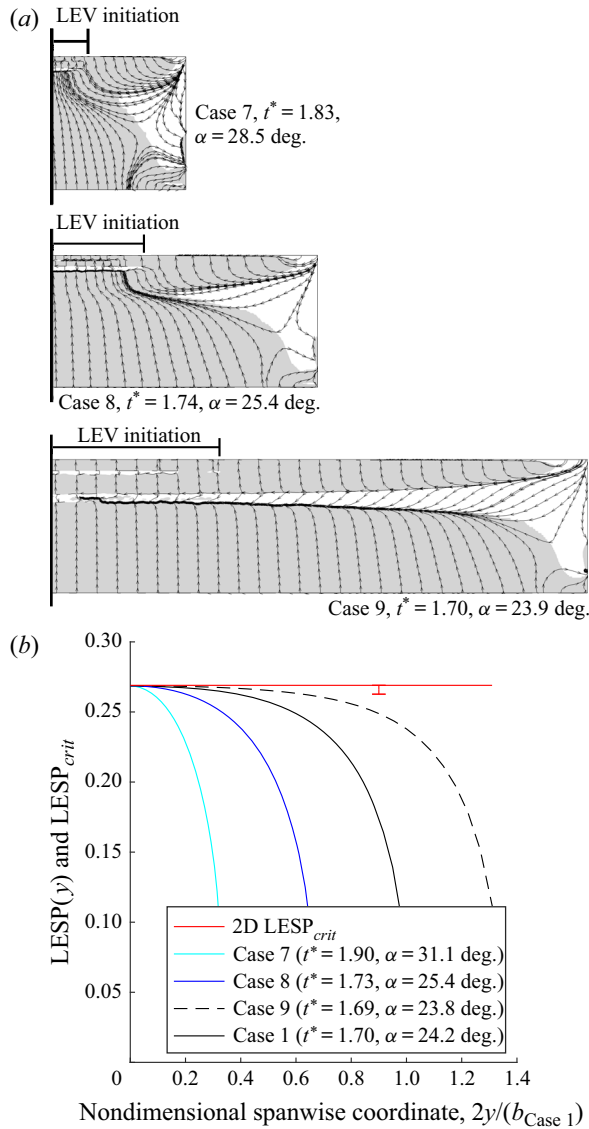 (a)
LEV initiation
Case 7, t* = 1.83,
α = 28.5 deg.
LEV initiation
Case 8, t* = 1.74, α = 25.4 deg.
LEV initiation
Case 9, t* = 1.70, α = 23.9 deg.
(b)
0.30
0.25
0.20
0.15
0.10
0.05
LESP(y) and LESPcrit
2D LESPcrit
Case 7 (t* = 1.90, α = 31.1 deg.)
Case 8 (t* = 1.73, α = 25.4 deg.)
Case 9 (t* = 1.69, α = 23.8 deg.)
Case 1 (t* = 1.70, α = 24.2 deg.)
0 0.2 0.4 0.6 0.8 1.0 1.2 1.4
Nondimensional spanwise coordinate, 2y/(bCase 1)